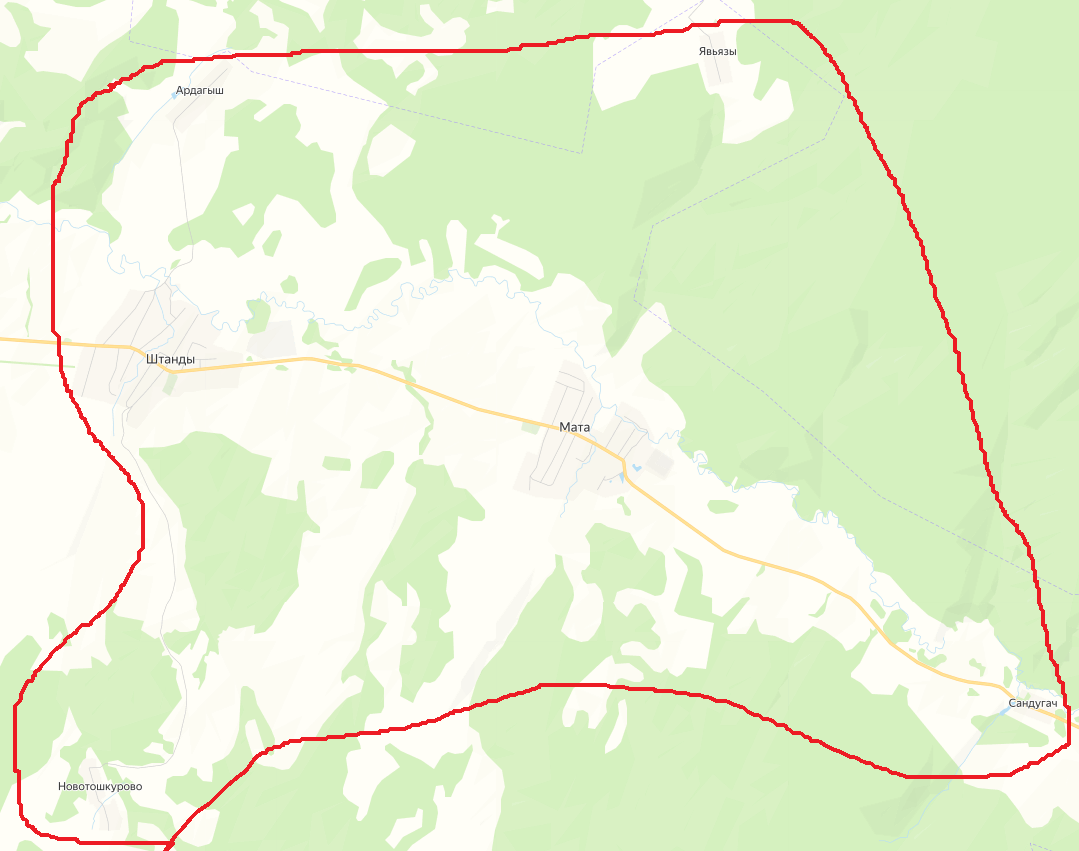 Явьязы
Ардагыш
Штанды
Мата
Сандугач
Новотошкурово